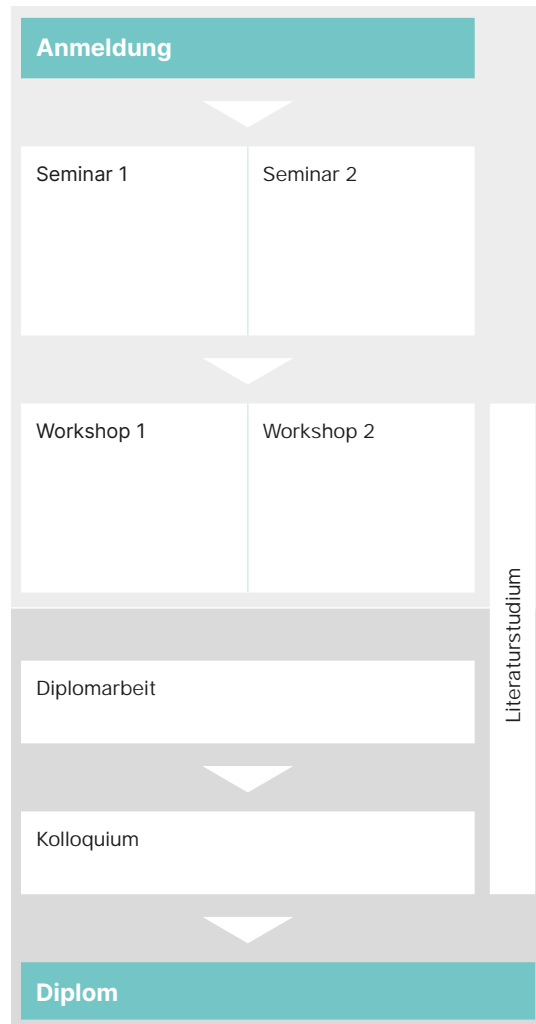 Anmeldung
Seminar 1
Seminar 2
Workshop 1
Workshop 2
Literaturstudium
Diplomarbeit
Kolloquium
Diplom